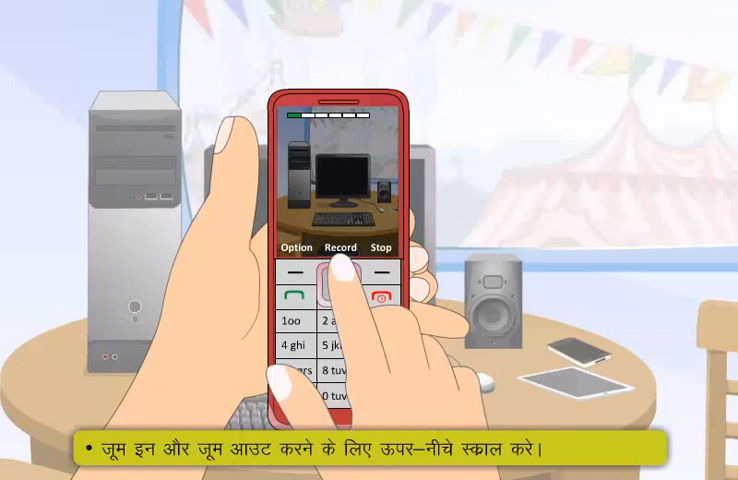 Option Record Stop
1oo 2 a
4 ghi 5 jk
rs 8 tuv
0 tuv
• जूम इन और जूम आउट करने के लिए ऊपर–नीचे स्क्राल करे।